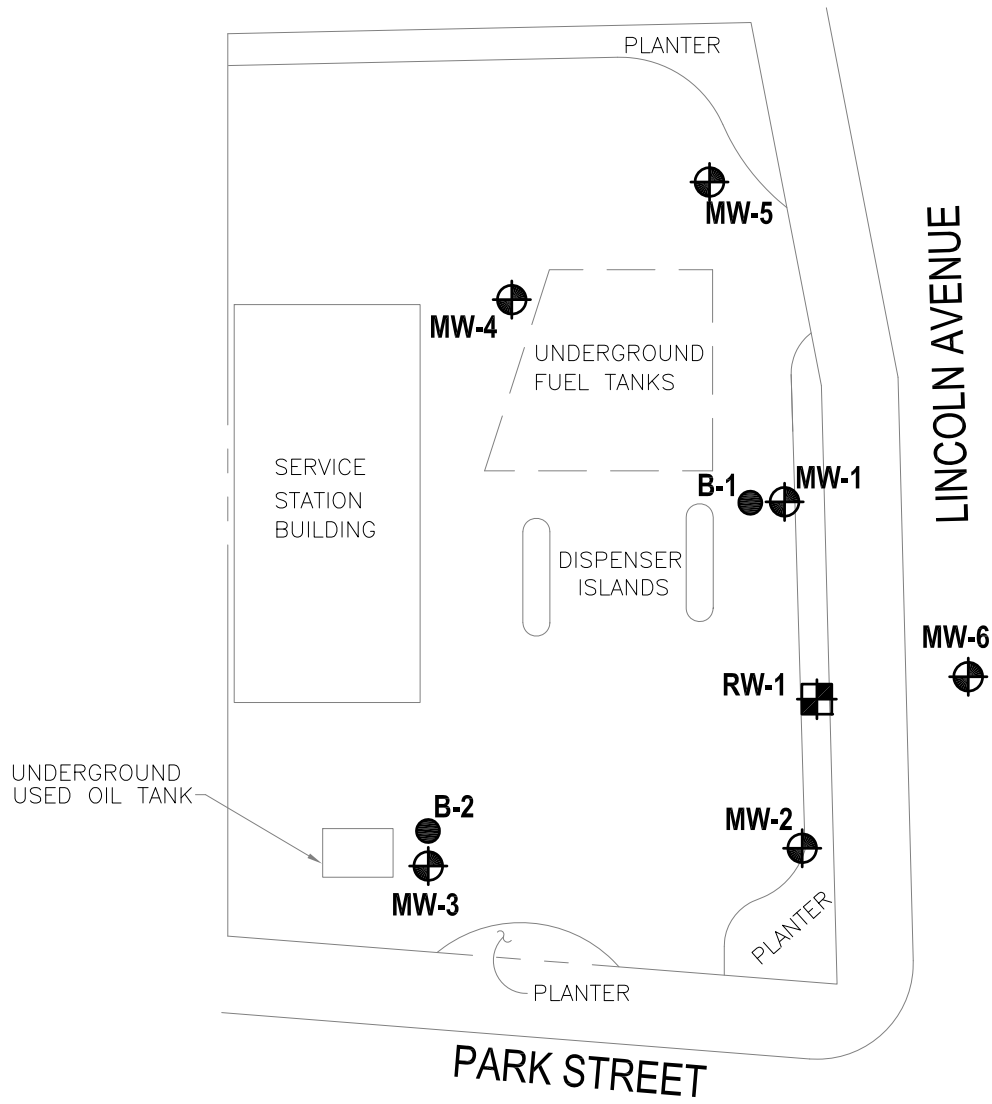 PLANTER
MW-5
LINCOLN AVENUE
MW-4
UNDERGROUND
FUEL TANKS
SERVICE
STATION
BUILDING
B-1
MW-1
DISPENSER
ISLANDS
MW-6
RW-1
UNDERGROUND
USED OIL TANK
B-2
MW-2
MW-3
PLANTER
PLANTER
PARK STREET